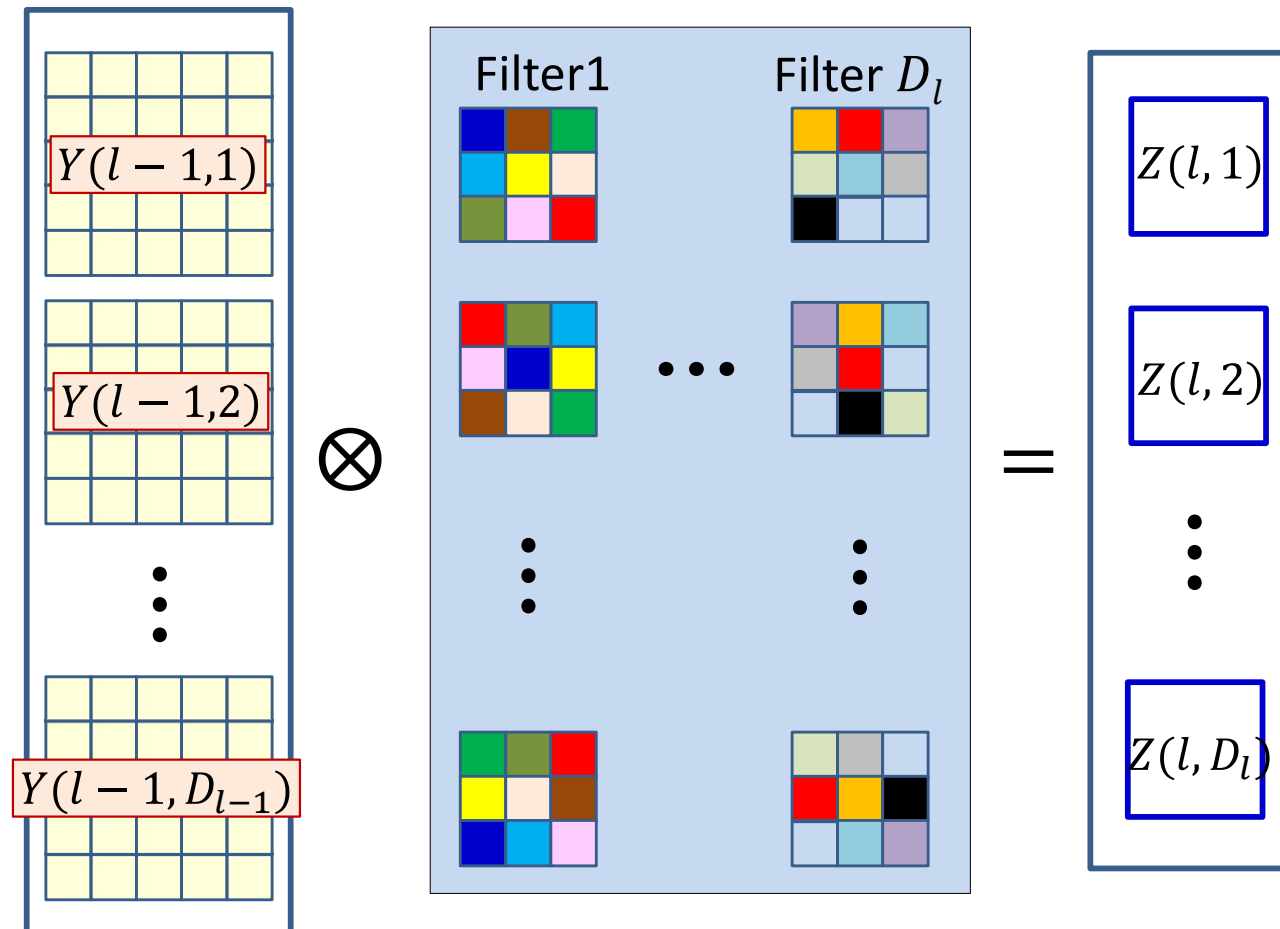 Y(l − 1,1)
Y(l − 1,2)
Y(l − 1, D_{l−1})
⊗
Filter1
Filter D_l
=
Z(l, 1)
Z(l, 2)
Z(l, D_l)